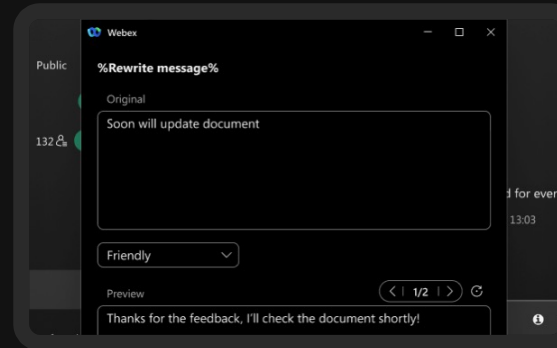 Webex
Public
%Rewrite message%
Original
Soon will update document
132
d for ever
13:03
Friendly
Preview
1/2
Thanks for the feedback, I'll check the document shortly!